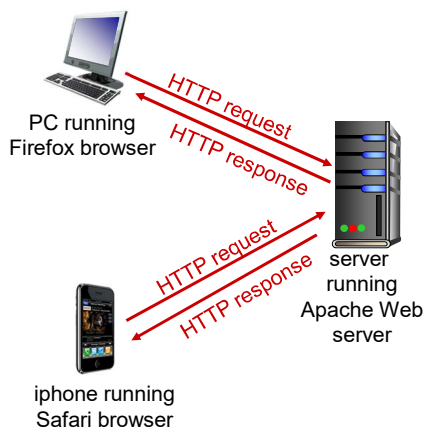 HTTP request
HTTP response
PC running
Firefox browser
HTTP request
HTTP response
server
running
Apache Web
server
iphone running
Safari browser